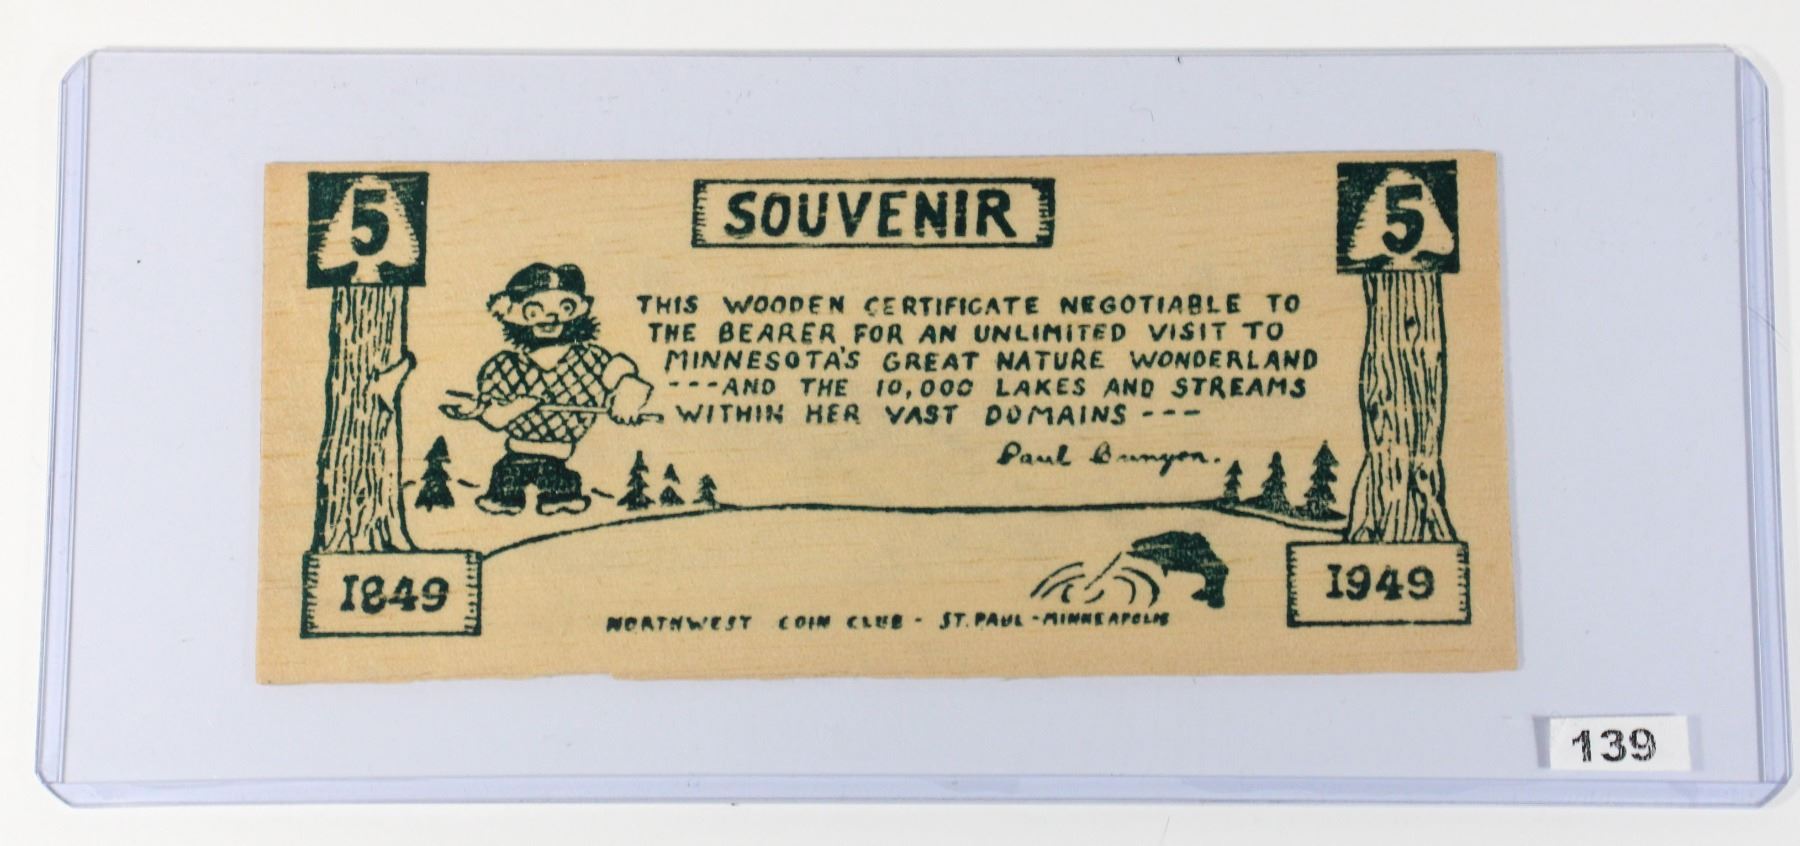 5
SOUVENIR
5
THIS WOODEN CERTIFICATE NEGOTIABLE TO
THE BEARER FOR AN UNLIMITED VISIT TO
MINNESOTA'S GREAT NATURE WONDERLAND
---AND THE 10,000 LAKES AND STREAMS
WITHIN HER VAST DOMAINS---
Paul Bunyon.
1849
1949
NORTHWEST COIN CLUB - ST. PAUL - MINNEAPOLIS
139